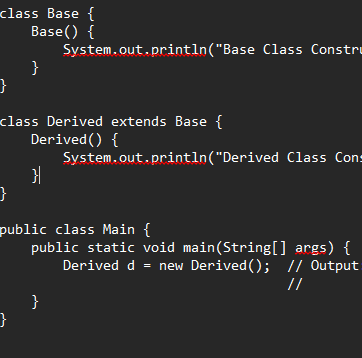 class Base {
    Base() {
        System.out.println("Base Class Constru
    }
}

class Derived extends Base {
    Derived() {
        System.out.println("Derived Class Cons
    }
}

public class Main {
    public static void main(String[] args) {
        Derived d = new Derived();  // Output
                                    //
    }
}